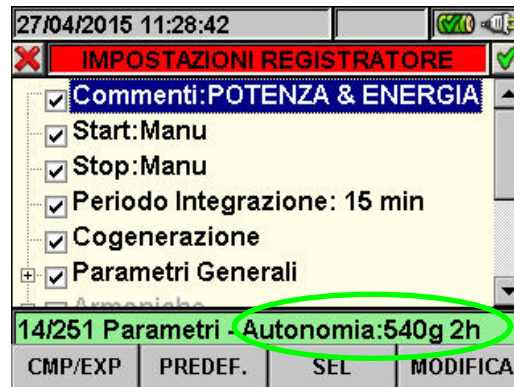 27/04/2015 11:28:42
IMPOSTAZIONI REGISTRATORE
Commenti:POTENZA & ENERGIA
Start:Manu
Stop:Manu
Periodo Integrazione: 15 min
Cogenerazione
Parametri Generali
Armoniche
14/251 Parametri - Autonomia:540g 2h
CMP/EXP PREDEF. SEL MODIFICA